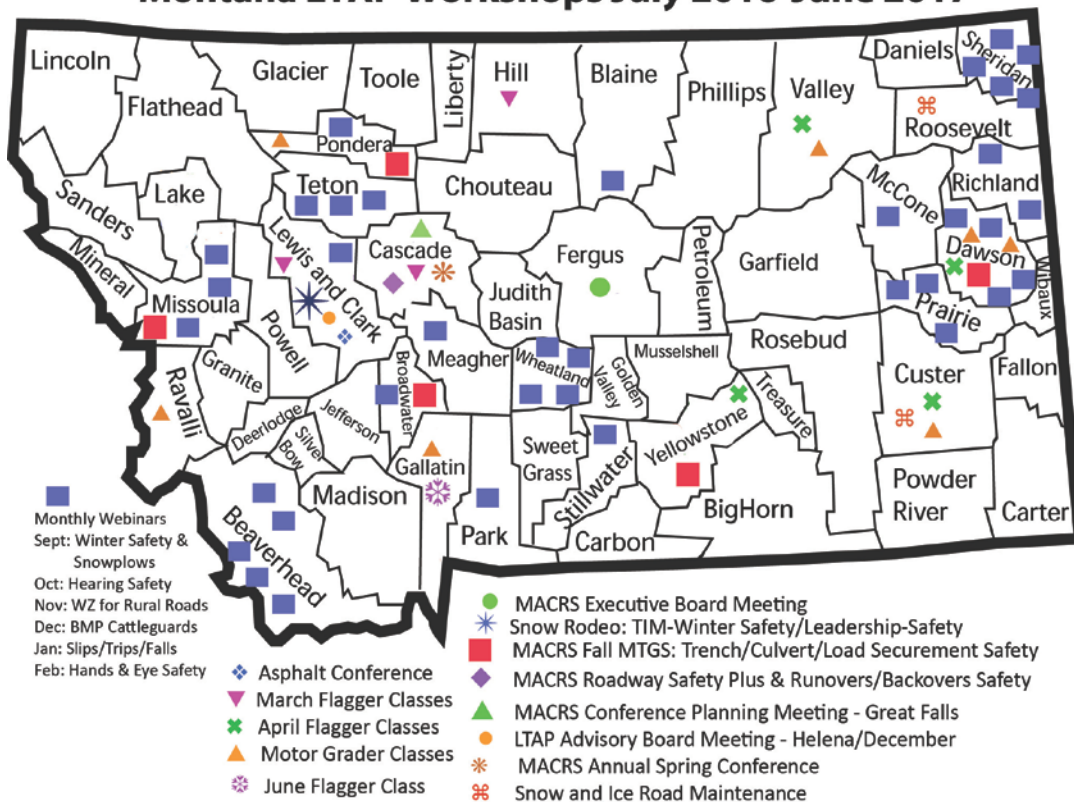 Montana LTAP Workshops July 2016-June 2017
Lincoln
Glacier
Toole
Liberty
Hill
Blaine
Phillips
Valley
Daniels
Sheridan
Flathead
Pondera
Roosevelt
Sanders
Lake
Teton
Chouteau
McCone
Richland
Mineral
Missoula
Lewis and Clark
Cascade
Judith
Basin
Fergus
Petroleum
Garfield
Dawson
Wibaux
Prairie
Powell
Granite
Ravalli
Deerlodge
Silver
Bow
Jefferson
Broadwater
Meagher
Wheatland
Golden
Valley
Musselshell
Rosebud
Treasure
Custer
Fallon
Gallatin
Madison
Beaverhead
Park
Sweet
Grass
Stillwater
Yellowstone
Carbon
BigHorn
Powder
River
Carter
Monthly Webinars
Sept: Winter Safety &
Snowplows
Oct: Hearing Safety
Nov: WZ for Rural Roads
Dec: BMP Cattleguards
Jan: Slips/Trips/Falls
Feb: Hands & Eye Safety
Asphalt Conference
March Flagger Classes
April Flagger Classes
Motor Grader Classes
June Flagger Class
MACRS Executive Board Meeting
Snow Rodeo: TIM-Winter Safety/Leadership-Safety
MACRS Fall MTGS: Trench/Culvert/Load Securement Safety
MACRS Roadway Safety Plus & Runovers/Backovers Safety
MACRS Conference Planning Meeting - Great Falls
LTAP Advisory Board Meeting - Helena/December
MACRS Annual Spring Conference
Snow and Ice Road Maintenance